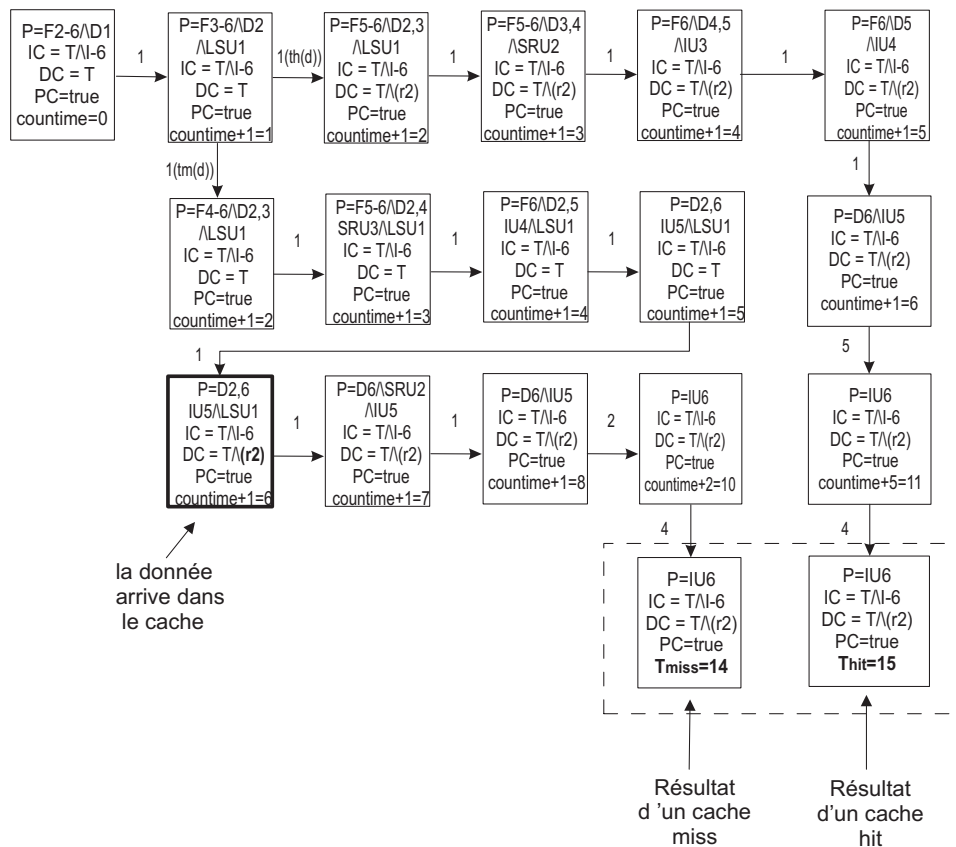 P=F2-6/\D1
IC = T/\I-6
DC = T
PC=true
countime=0
1
P=F3-6/\D2
/\LSU1
IC = T/\I-6
DC = T
PC=true
countime+1=1
1(th(d))
P=F5-6/\D2,3
/\LSU1
IC = T/\I-6
DC = T/\(r2)
PC=true
countime+1=2
1
P=F5-6/\D3,4
/\SRU2
IC = T/\I-6
DC = T/\(r2)
PC=true
countime+1=3
1
P=F6/\D4,5
/\IU3
IC = T/\I-6
DC = T/\(r2)
PC=true
countime+1=4
1
P=F6/\D5
/\IU4
IC = T/\I-6
DC = T/\(r2)
PC=true
countime+1=5
1(tm(d))
1
P=F4-6/\D2,3
/\LSU1
IC = T/\I-6
DC = T
PC=true
countime+1=2
1
P=F5-6/\D2,4
SRU3/\LSU1
IC = T/\I-6
DC = T
PC=true
countime+1=3
1
P=F6/\D2,5
IU4/\LSU1
IC = T/\I-6
DC = T
PC=true
countime+1=4
1
P=D2,6
IU5/\LSU1
IC = T/\I-6
DC = T
PC=true
countime+1=5
P=D6/\IU5
IC = T/\I-6
DC = T/\(r2)
PC=true
countime+1=6
1
5
P=D2,6
IU5/\LSU1
IC = T/\I-6
DC = T/\(r2)
PC=true
countime+1=6
1
P=D6/\SRU2
/\IU5
IC = T/\I-6
DC = T/\(r2)
PC=true
countime+1=7
1
P=D6/\IU5
IC = T/\I-6
DC = T/\(r2)
PC=true
countime+1=8
2
P=IU6
IC = T/\I-6
DC = T/\(r2)
PC=true
countime+2=10
P=IU6
IC = T/\I-6
DC = T/\(r2)
PC=true
countime+5=11
4
4
la donnée
arrive dans
le cache
P=IU6
IC = T/\I-6
DC = T/\(r2)
PC=true
Tmiss=14
P=IU6
IC = T/\I-6
DC = T/\(r2)
PC=true
Thit=15
Résultat
d ’un cache
miss
Résultat
d’un cache
hit